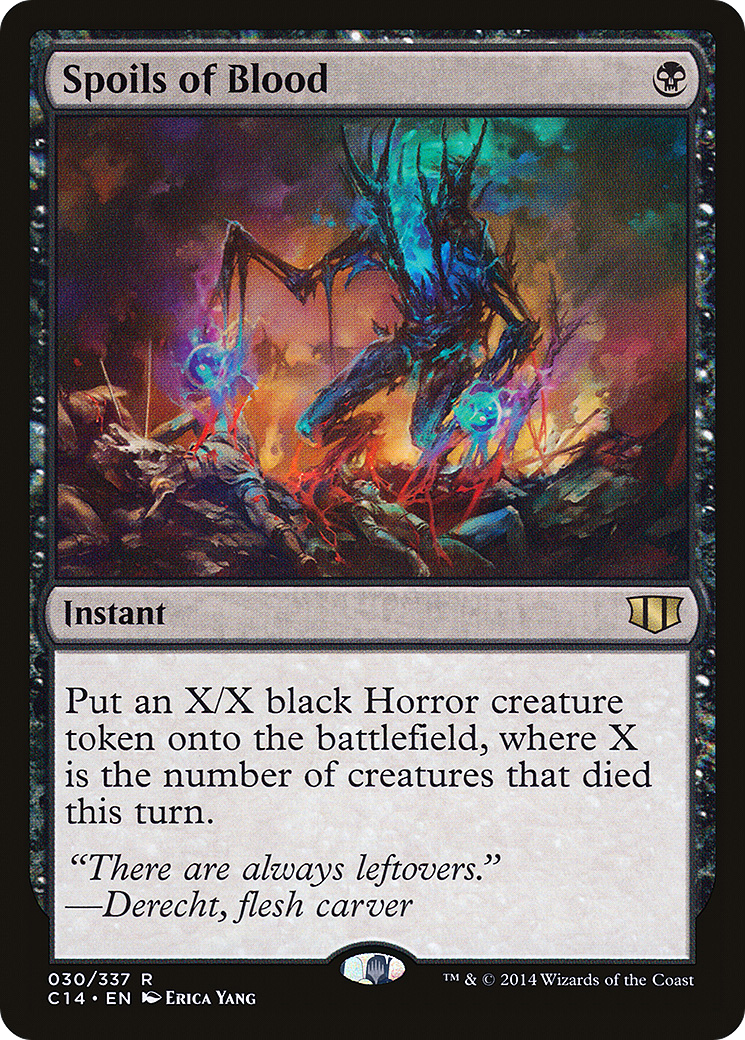 Spoils of Blood
Instant
Put an X/X black Horror creature
token onto the battlefield, where X
is the number of creatures that died
this turn.
“There are always leftovers.”
—Derecht, flesh carver
030/337 R
C14 • EN Erica Yang
™ & © 2014 Wizards of the Coast